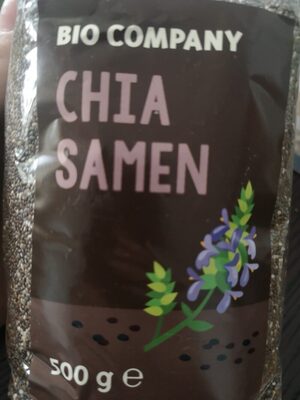 BIO COMPANY
CHIA
SAMEN
500 g ℮